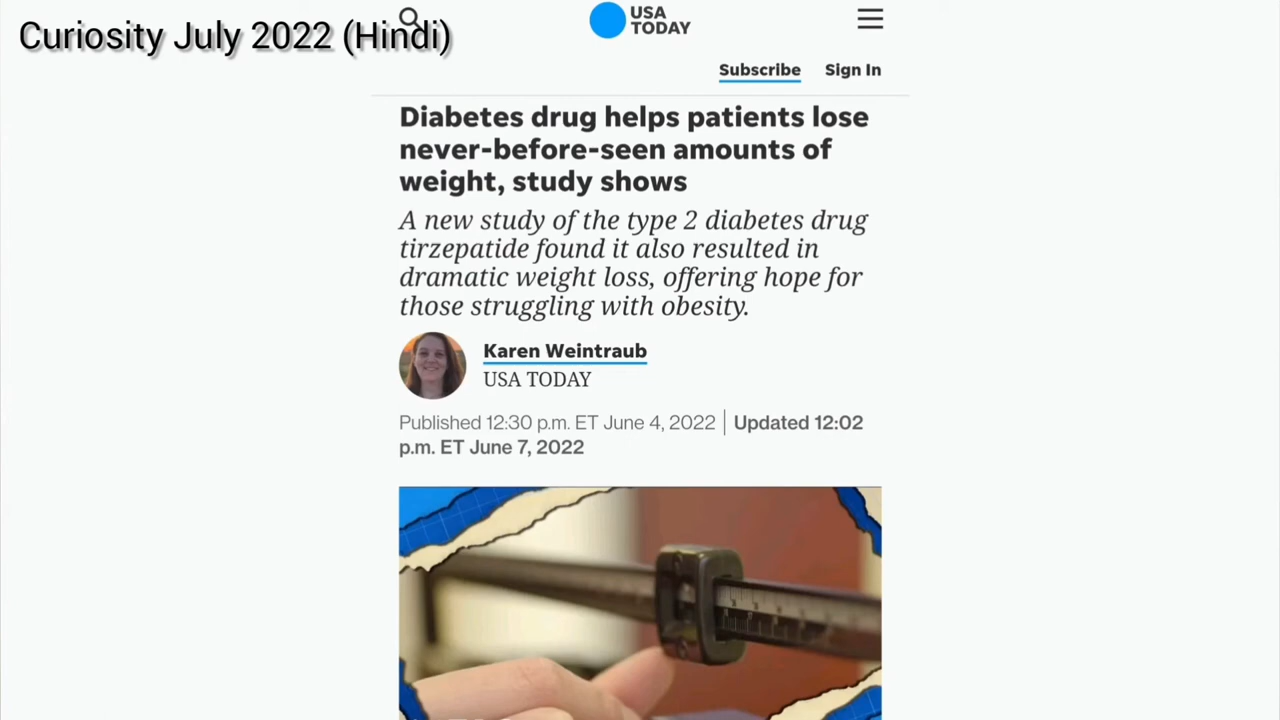 Curiosity July 2022 (Hindi)
USA
TODAY
Subscribe Sign In
Diabetes drug helps patients lose
never-before-seen amounts of
weight, study shows
A new study of the type 2 diabetes drug
tirzepatide found it also resulted in
dramatic weight loss, offering hope for
those struggling with obesity.
Karen Weintraub
USA TODAY
Published 12:30 p.m. ET June 4, 2022 | Updated 12:02
p.m. ET June 7, 2022